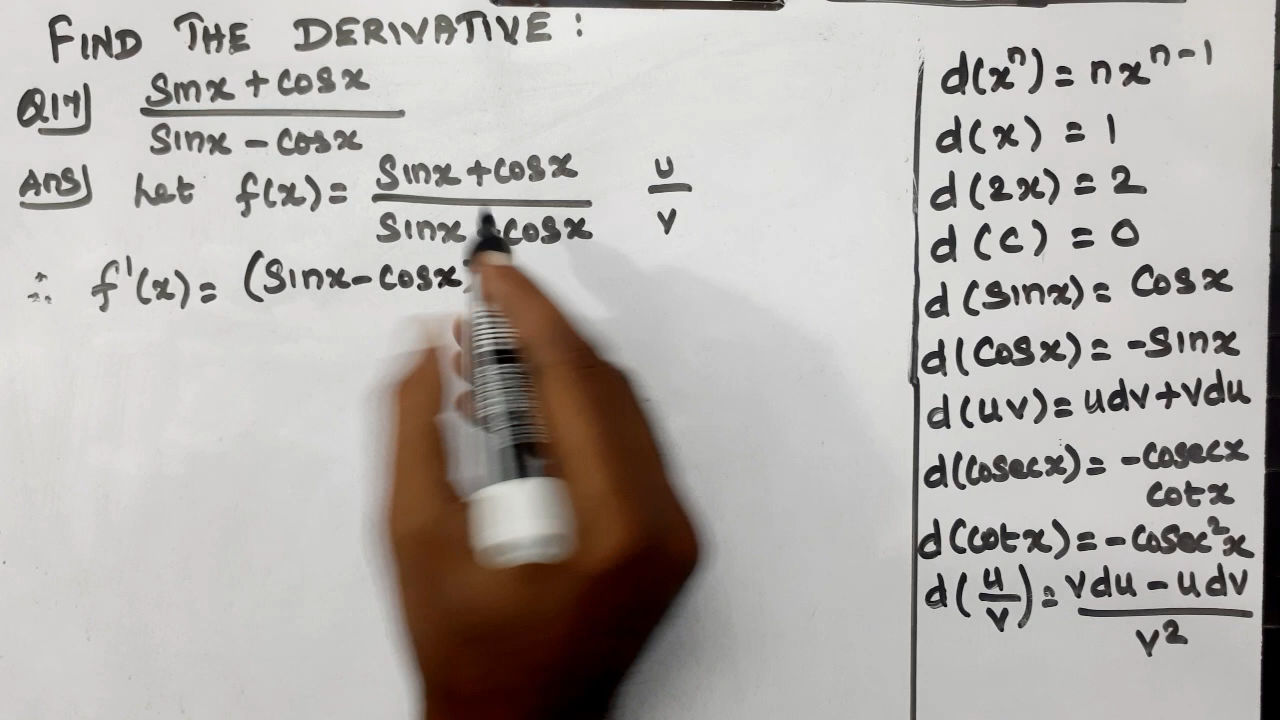 FIND THE DERIVATIVE:
Q17] sinx + cosx
sinx - cosx
Ans] Let f(x) = sinx + cosx u
sinx cosx v
∴ f'(x) = (sinx - cosx)
d(xⁿ) = nxⁿ⁻¹
d(x) = 1
d(2x) = 2
d(c) = 0
d(sinx) = cosx
d(cosx) = -sinx
d(uv) = udv + vdu
d(cosecx) = -cosecx
cotx
d(cotx) = -cosec²x
d(u/v) = vdu - udv
v²